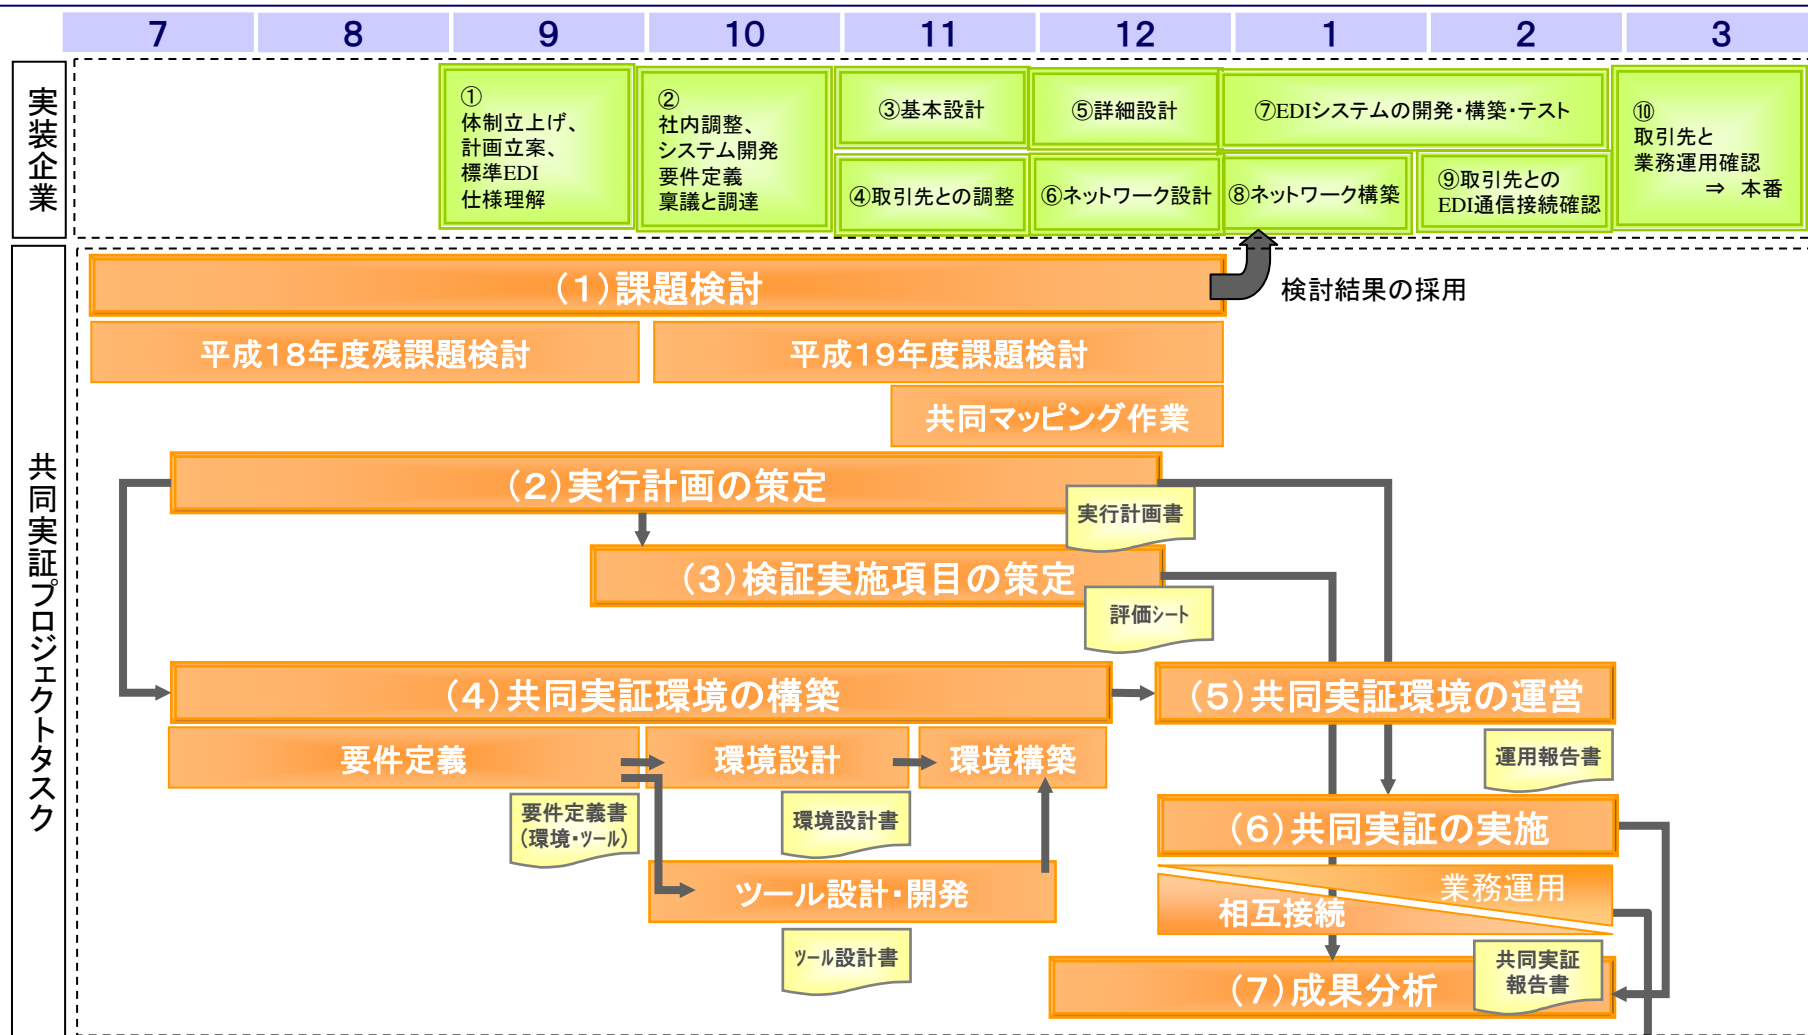 7 8 9 10 11 12 1 2 3
実装企業
①
体制立上げ、
計画立案、
標準EDI
仕様理解
②
社内調整、
システム開発
要件定義
稟議と調達
③基本設計
④取引先との調整
⑤詳細設計
⑥ネットワーク設計
⑦EDIシステムの開発・構築・テスト
⑧ネットワーク構築
⑨取引先との
EDI通信接続確認
⑩
取引先と
業務運用確認
⇒ 本番
共同実証プロジェクトタスク
(1)課題検討
検討結果の採用
平成18年度残課題検討
平成19年度課題検討
共同マッピング作業
(2)実行計画の策定
実行計画書
(3)検証実施項目の策定
評価シート
(4)共同実証環境の構築
(5)共同実証環境の運営
要件定義
環境設計
環境構築
運用報告書
要件定義書
(環境・ツール)
環境設計書
(6)共同実証の実施
ツール設計・開発
業務運用
相互接続
ツール設計書
(7)成果分析
共同実証
報告書